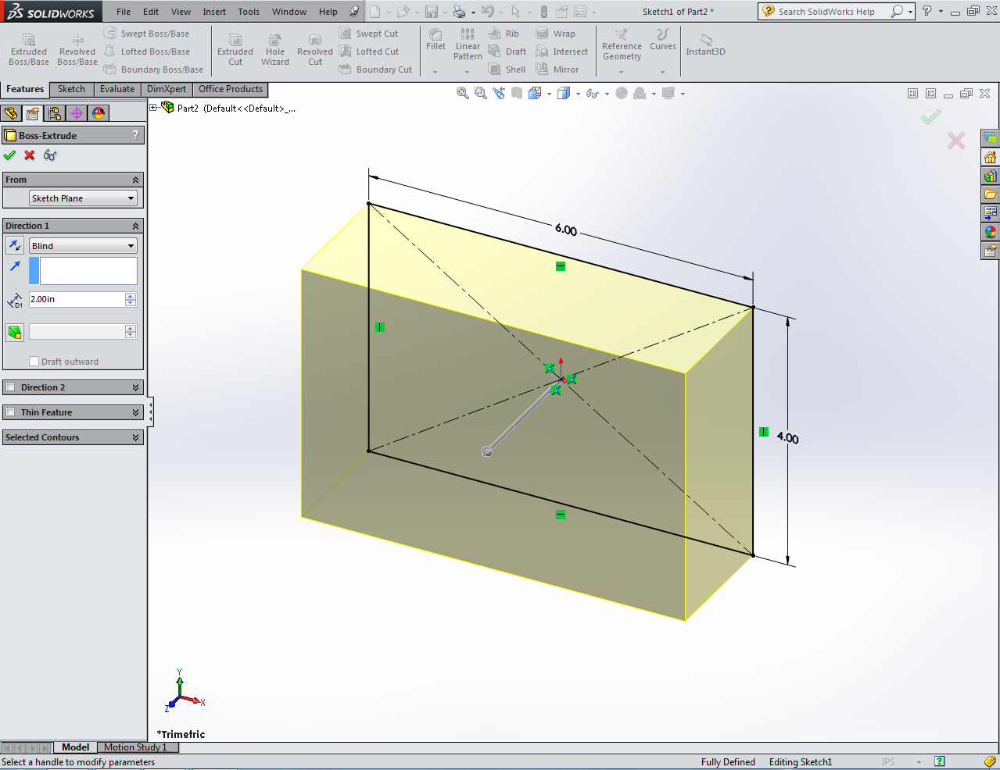 SOLIDWORKS File Edit View Insert Tools Window Help Sketch1 of Part2 * Search SolidWorks Help ?
Extruded Boss/Base
Revolved Boss/Base
Swept Boss/Base
Lofted Boss/Base
Boundary Boss/Base
Extruded Cut
Hole Wizard
Revolved Cut
Swept Cut
Lofted Cut
Boundary Cut
Fillet
Linear Pattern
Rib
Draft
Shell
Wrap
Intersect
Mirror
Reference Geometry
Curves
Instant3D
Features Sketch Evaluate DimXpert Office Products
Part2 (Default<<Default>_...
Boss-Extrude ?
From
Sketch Plane
Direction 1
Blind
D1 2.00in
Draft outward
Direction 2
Thin Feature
Selected Contours
6.00
4.00
Y
X
Z
*Trimetric
Model Motion Study 1
Select a handle to modify parameters Fully Defined Editing Sketch1 IPS ?